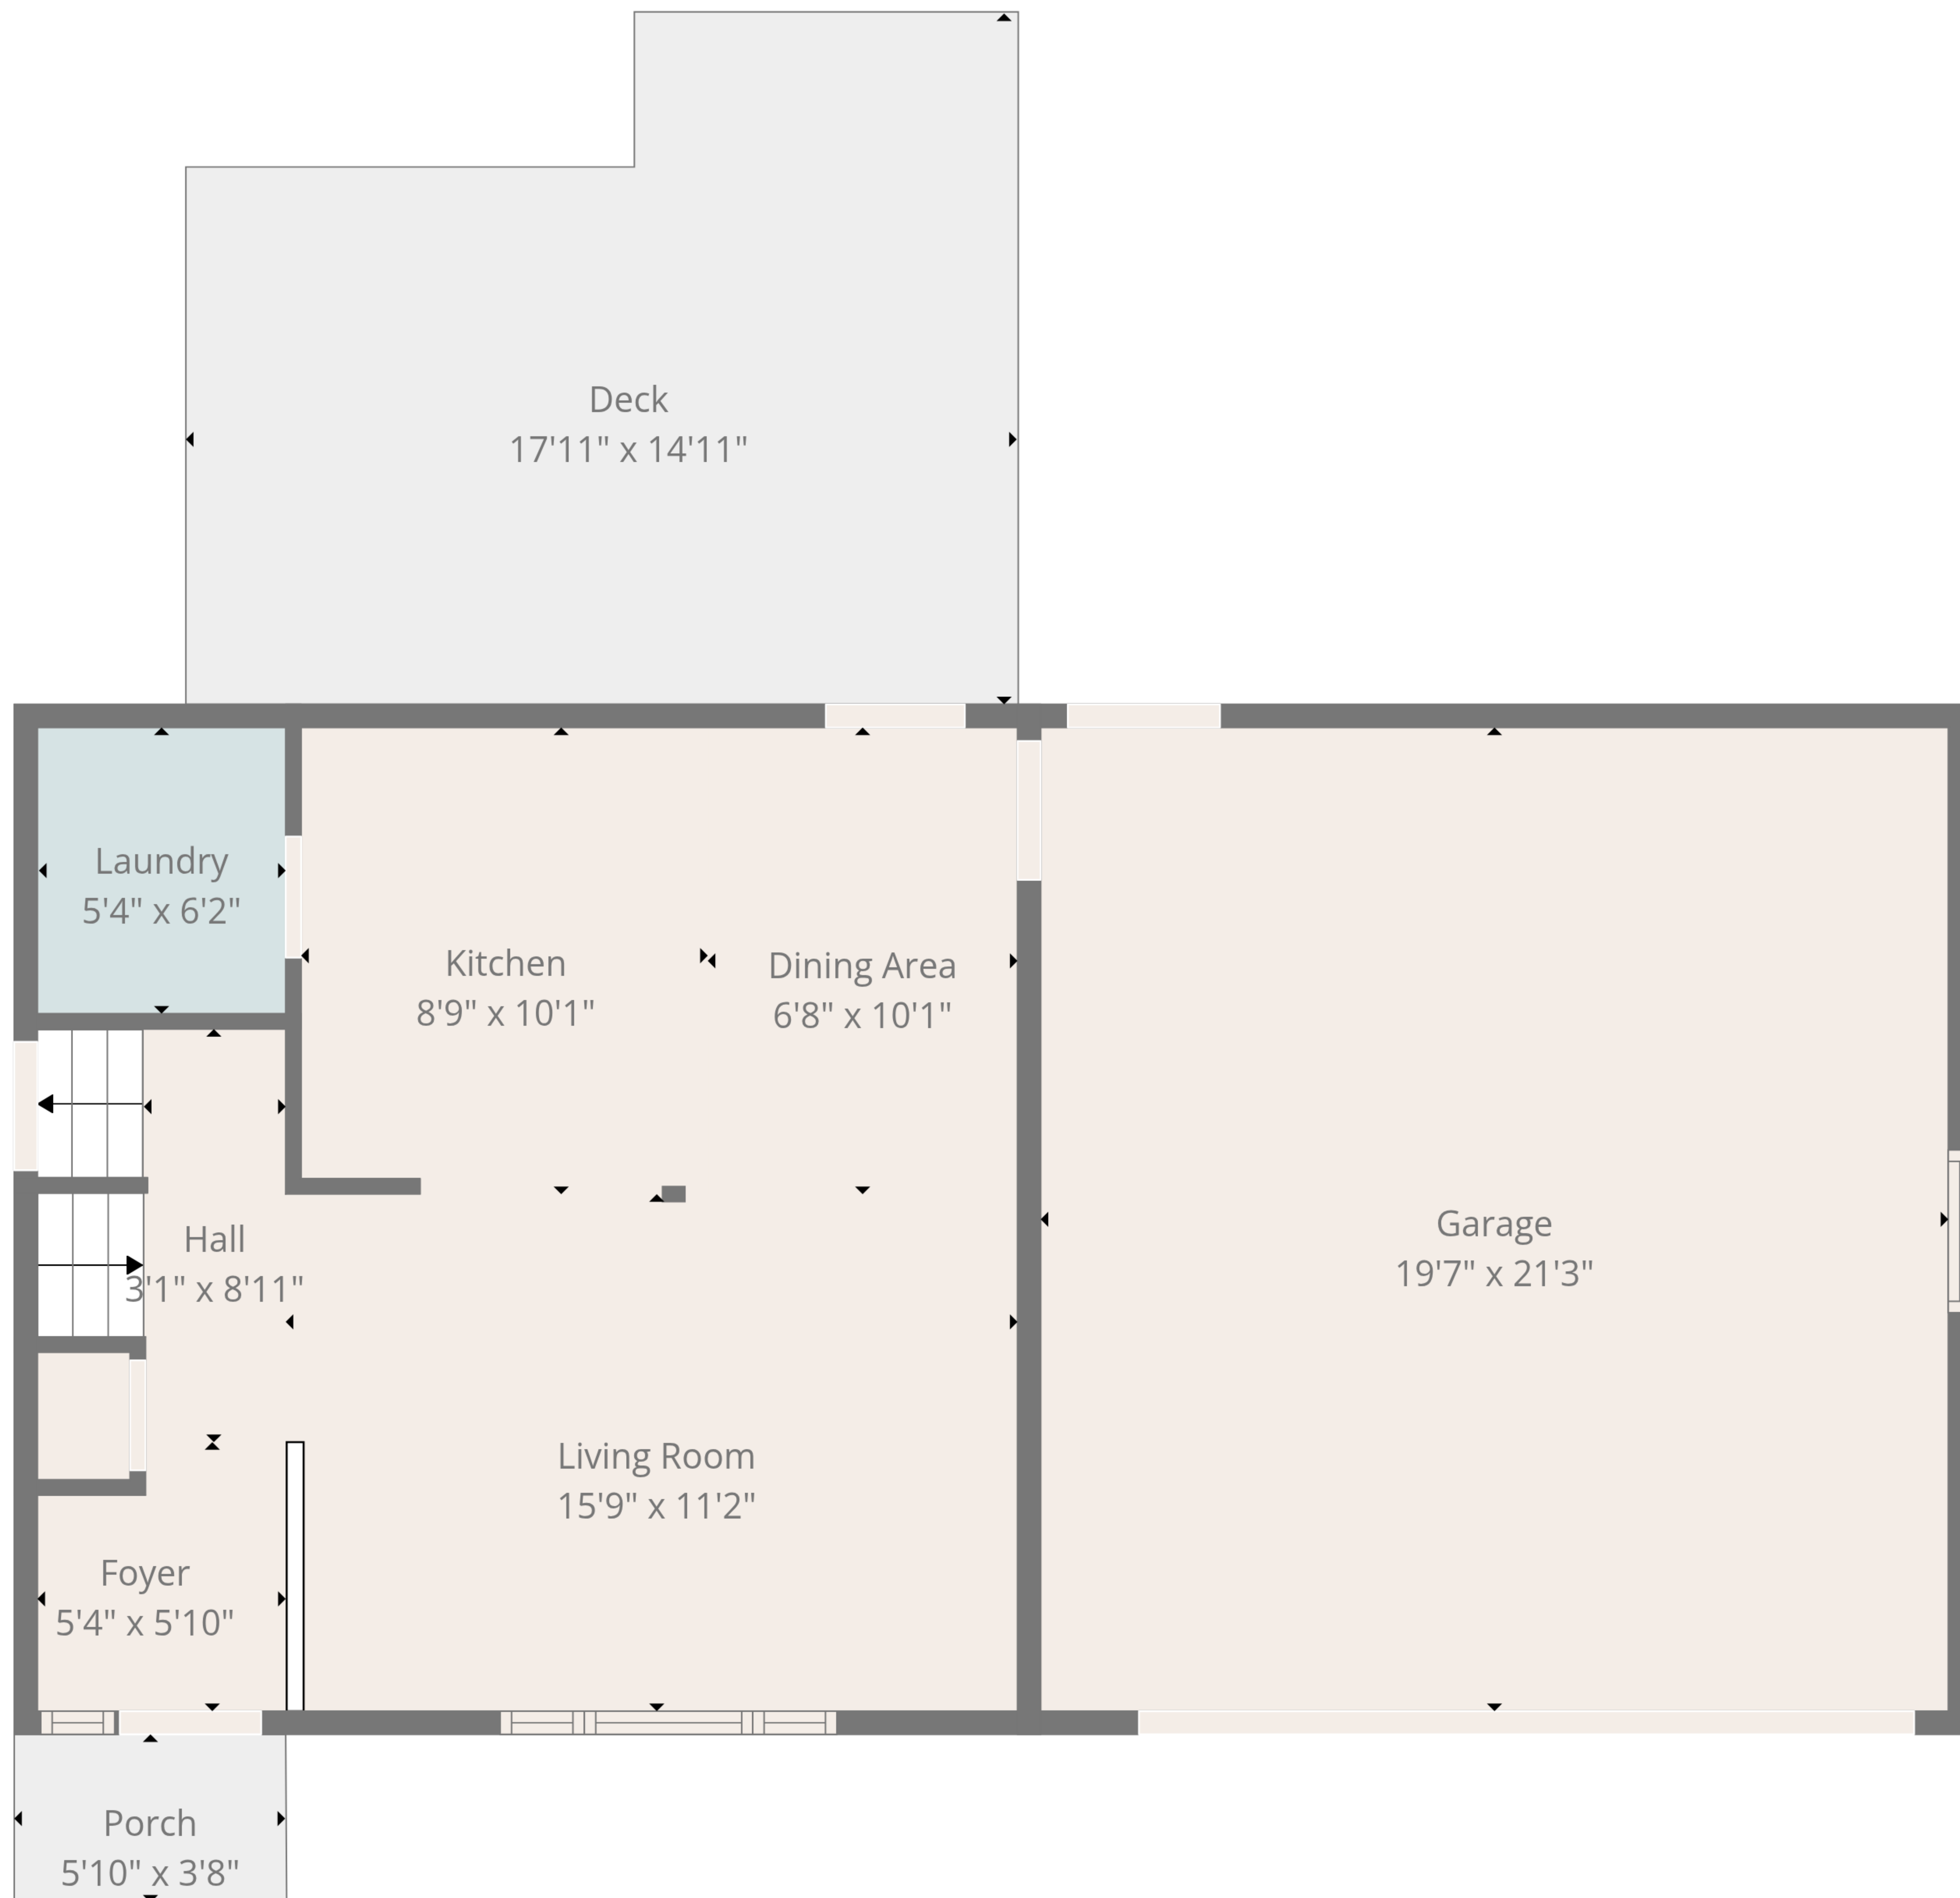 Deck
17'11" x 14'11"
Laundry
5'4" x 6'2"
Kitchen
8'9" x 10'1"
Dining Area
6'8" x 10'1"
Hall
3'1" x 8'11"
Garage
19'7" x 21'3"
Living Room
15'9" x 11'2"
Foyer
5'4" x 5'10"
Porch
5'10" x 3'8"